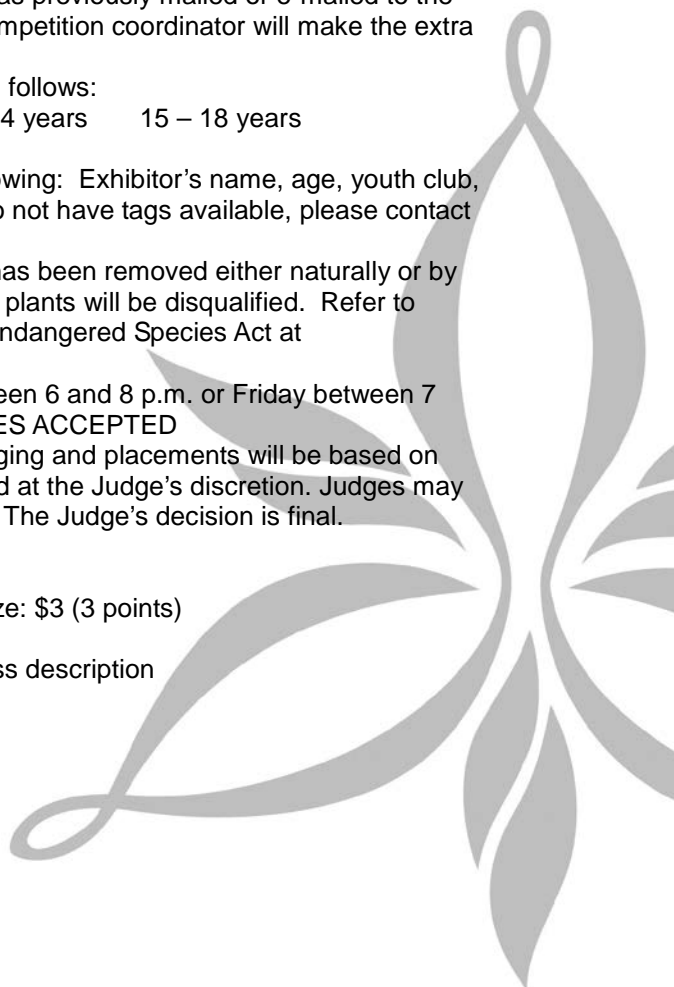 as previously mailed or e-mailed to the
mpetition coordinator will make the extra
follows:
4 years 15 – 18 years
owing: Exhibitor's name, age, youth club,
o not have tags available, please contact
has been removed either naturally or by
plants will be disqualified. Refer to
ndangered Species Act at
een 6 and 8 p.m. or Friday between 7
ES ACCEPTED
ging and placements will be based on
d at the Judge's discretion. Judges may
The Judge's decision is final.
ze: $3 (3 points)
ss description